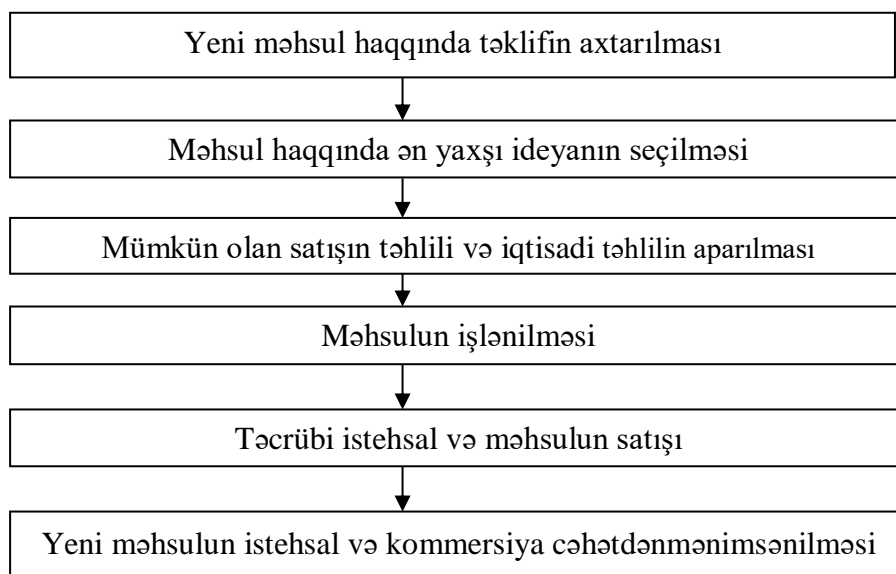 Yeni məhsul haqqında təklifin axtarılması
Məhsul haqqında ən yaxşı ideyanın seçilməsi
Mümkün olan satışın təhlili və iqtisadi təhlilin aparılması
Məhsulun işlənilməsi
Təcrübi istehsal və məhsulun satışı
Yeni məhsulun istehsal və kommersiya cəhətdənmənimsənilməsi